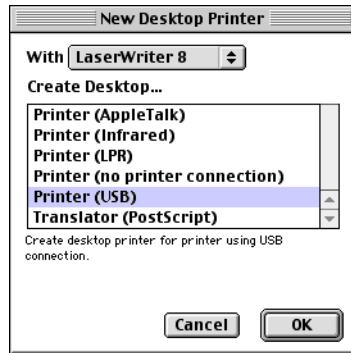 New Desktop Printer
With LaserWriter 8
Create Desktop...
Printer (AppleTalk)
Printer (Infrared)
Printer (LPR)
Printer (no printer connection)
Printer (USB)
Translator (PostScript)
Create desktop printer for printer using USB
connection.
Cancel OK